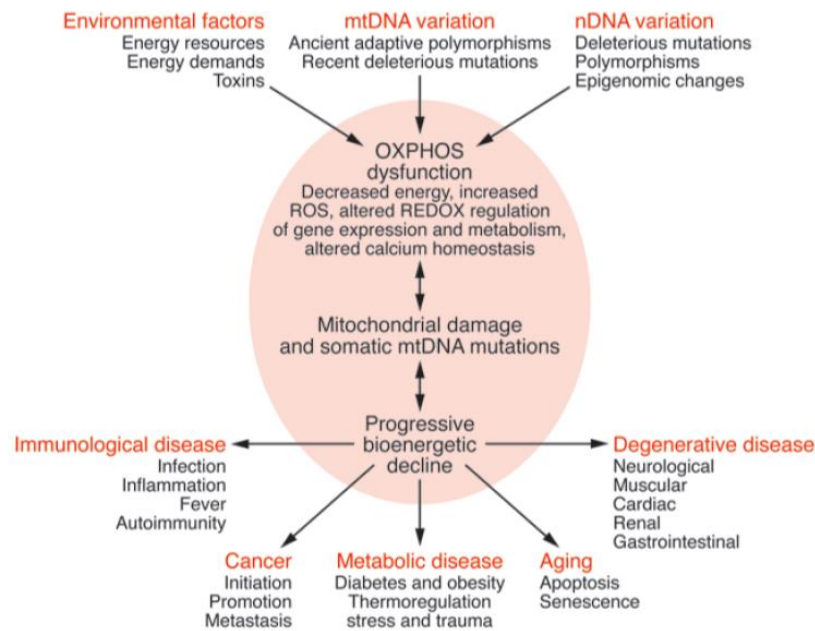 Environmental factors
Energy resources
Energy demands
Toxins
mtDNA variation
Ancient adaptive polymorphisms
Recent deleterious mutations
nDNA variation
Deleterious mutations
Polymorphisms
Epigenomic changes
OXPHOS
dysfunction
Decreased energy, increased
ROS, altered REDOX regulation
of gene expression and metabolism,
altered calcium homeostasis
Mitochondrial damage
and somatic mtDNA mutations
Progressive
bioenergetic
decline
Immunological disease
Infection
Inflammation
Fever
Autoimmunity
Cancer
Initiation
Promotion
Metastasis
Metabolic disease
Diabetes and obesity
Thermoregulation
stress and trauma
Aging
Apoptosis
Senescence
Degenerative disease
Neurological
Muscular
Cardiac
Renal
Gastrointestinal